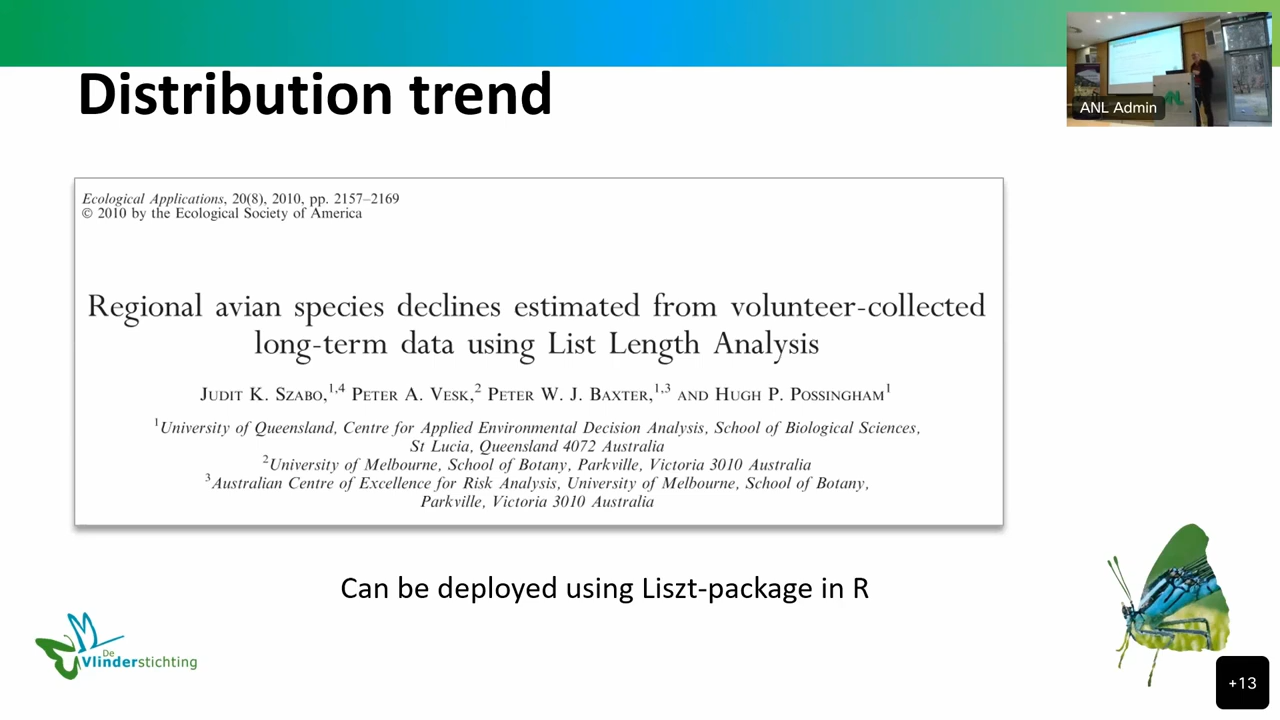 Distribution trend
ANL Admin
Ecological Applications, 20(8), 2010, pp. 2157–2169
© 2010 by the Ecological Society of America
Regional avian species declines estimated from volunteer-collected
long-term data using List Length Analysis
Judit K. Szabo,1,4 Peter A. Vesk,2 Peter W. J. Baxter,1,3 and Hugh P. Possingham1
1University of Queensland, Centre for Applied Environmental Decision Analysis, School of Biological Sciences,
St Lucia, Queensland 4072 Australia
2University of Melbourne, School of Botany, Parkville, Victoria 3010 Australia
3Australian Centre of Excellence for Risk Analysis, University of Melbourne, School of Botany,
Parkville, Victoria 3010 Australia
Can be deployed using Liszt-package in R
De
Vlinderstichting
+13